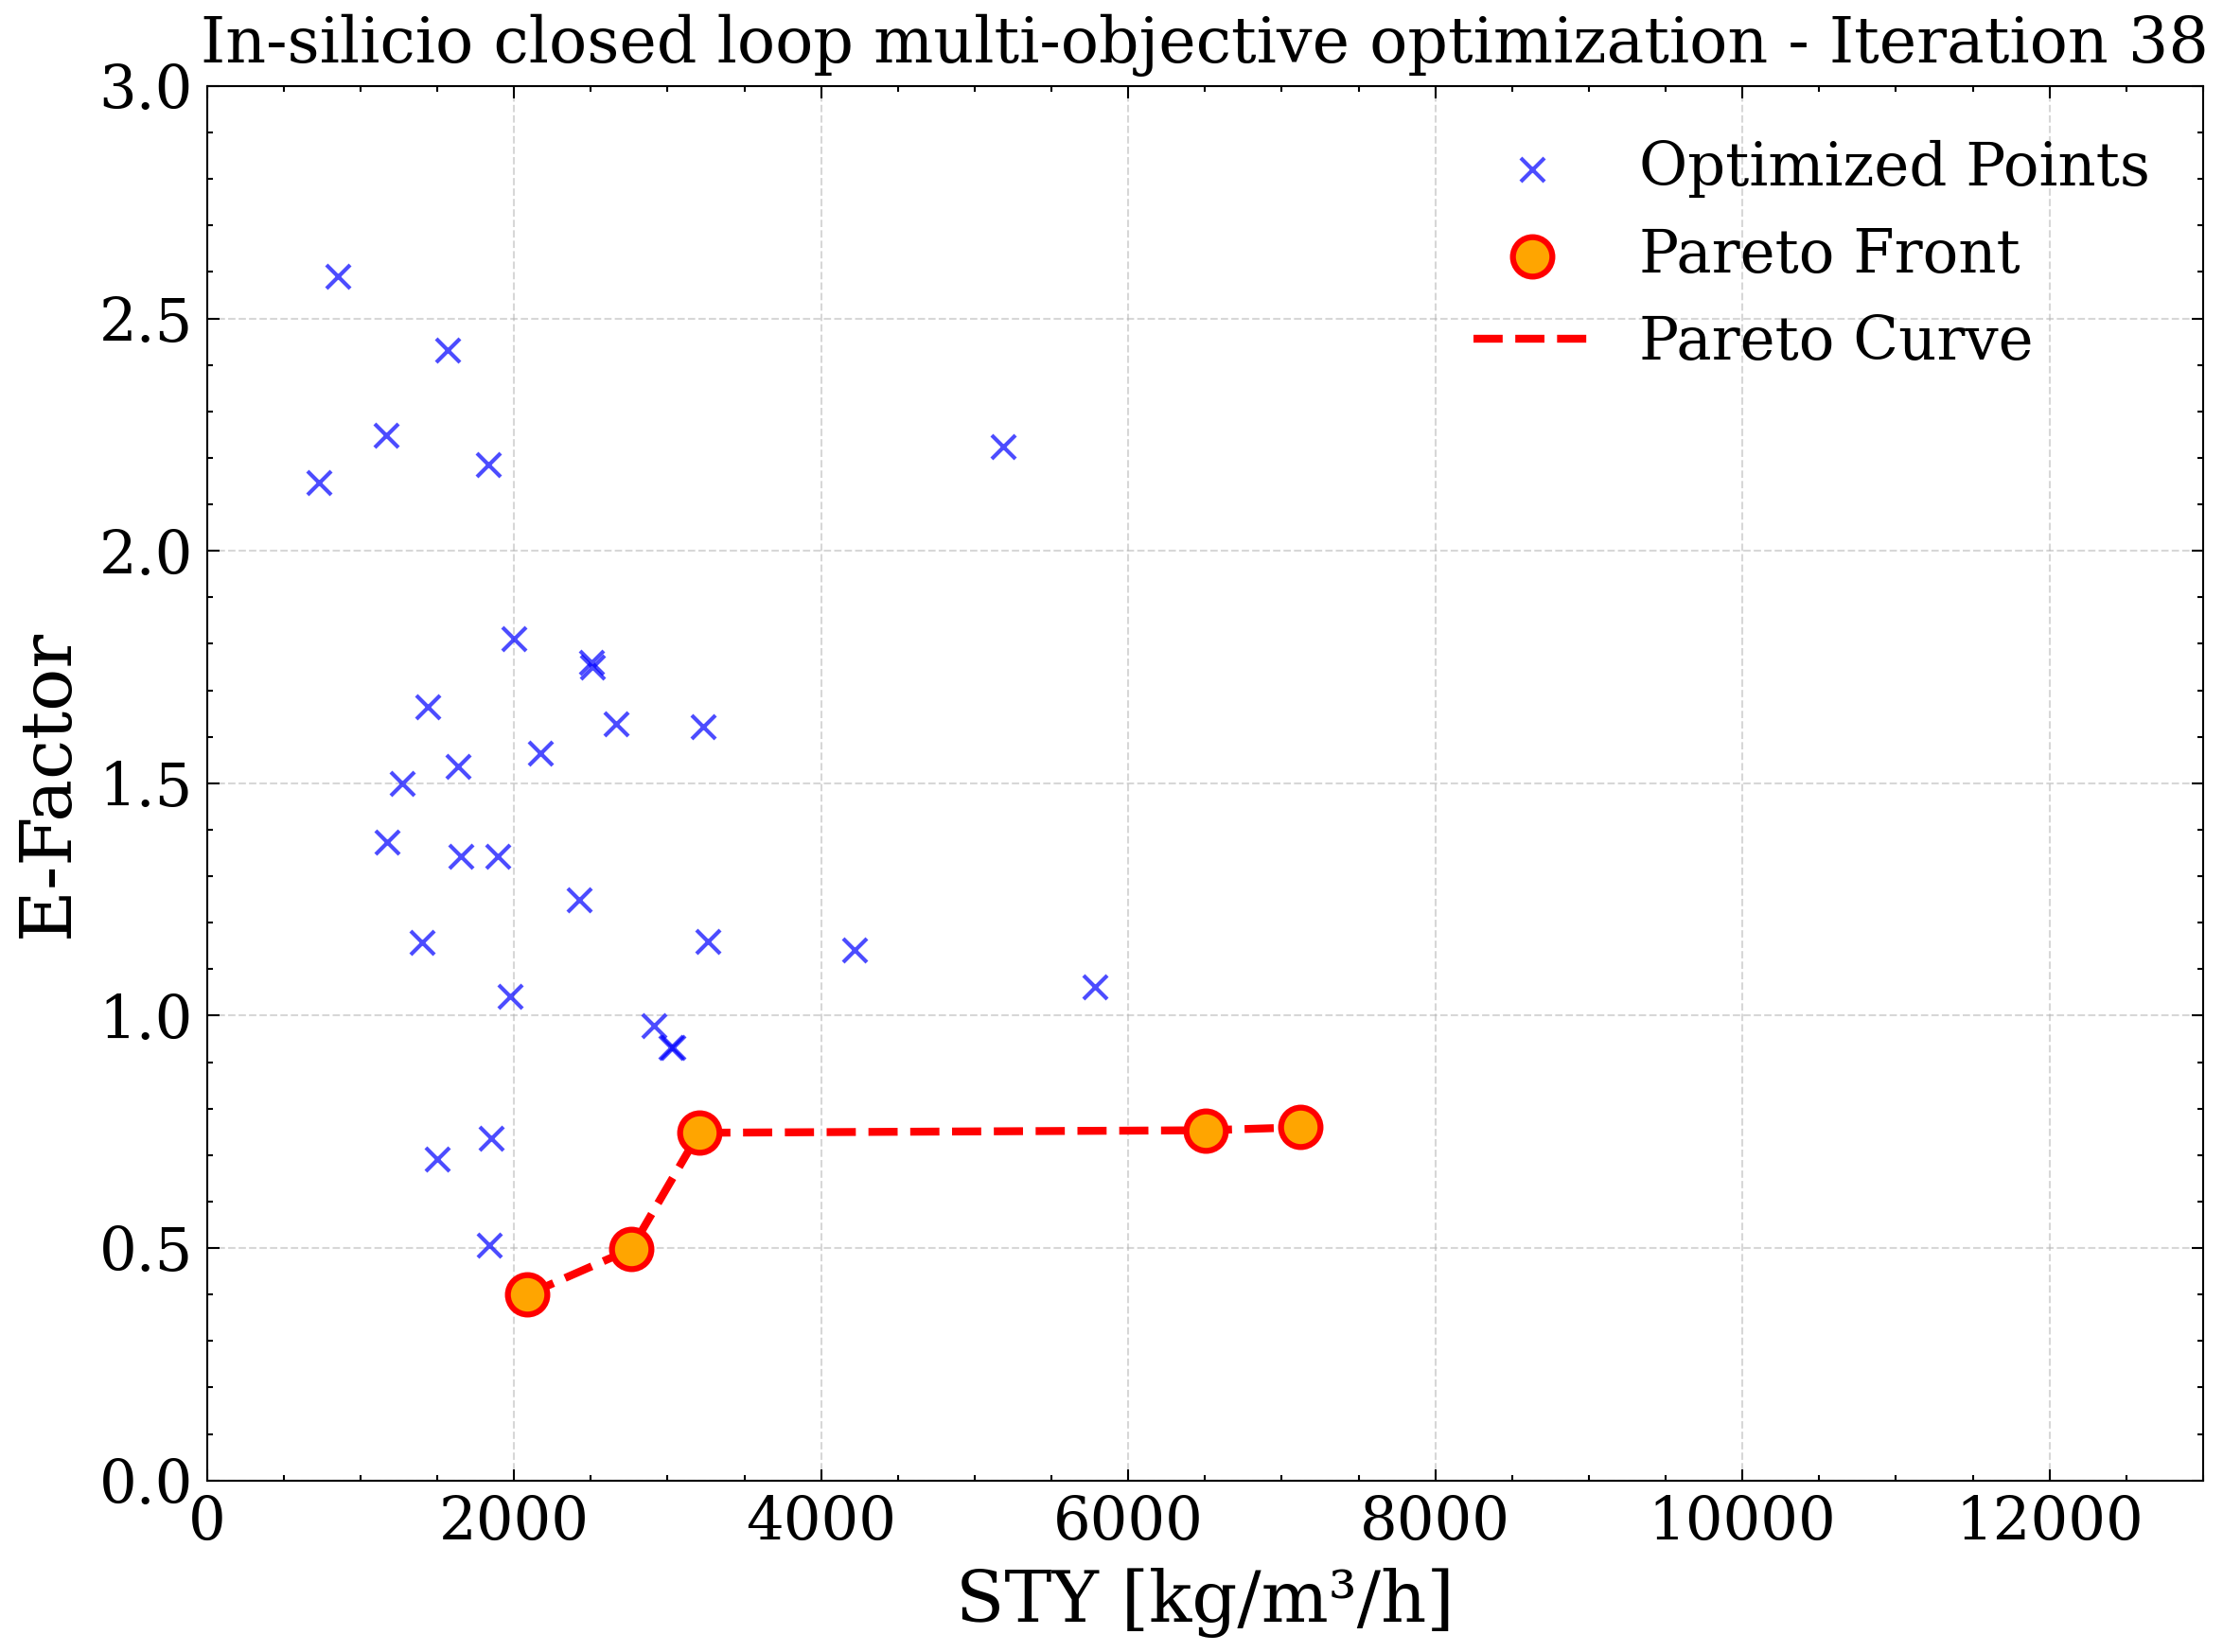 In-silicio closed loop multi-objective optimization - Iteration 38
3.0
2.5
2.0
1.5
1.0
0.5
0.0
E-Factor
Optimized Points
Pareto Front
Pareto Curve
0 2000 4000 6000 8000 10000 12000
STY [kg/m³/h]